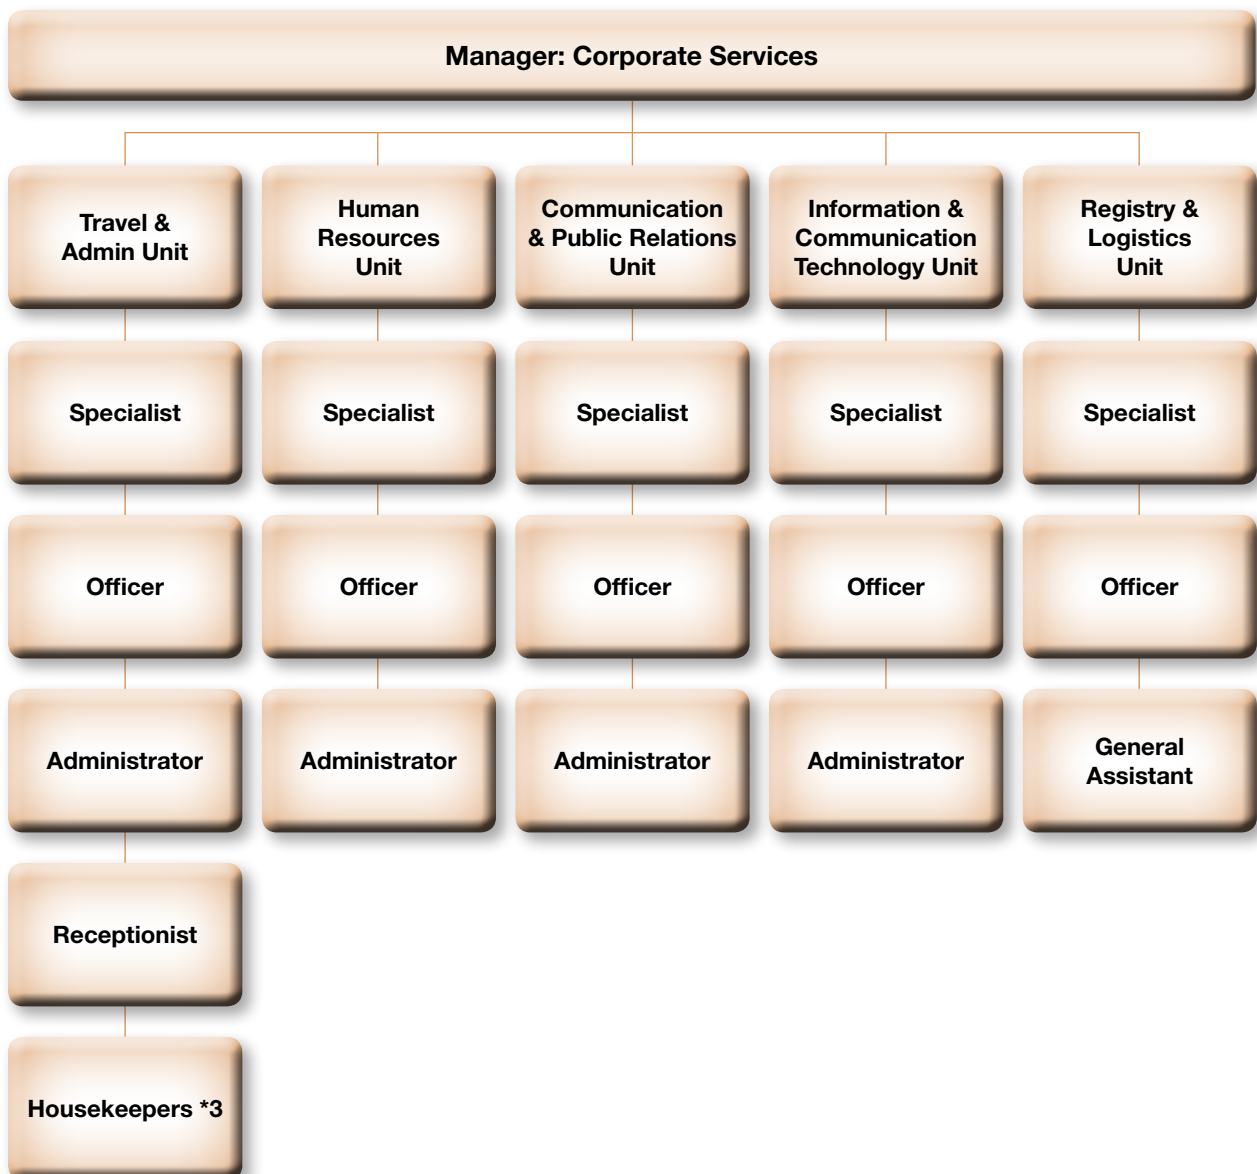 Manager: Corporate Services
Travel &
Admin Unit
Human
Resources
Unit
Communication
& Public Relations
Unit
Information &
Communication
Technology Unit
Registry &
Logistics
Unit
Specialist
Specialist
Specialist
Specialist
Specialist
Officer
Officer
Officer
Officer
Officer
Administrator
Administrator
Administrator
Administrator
General
Assistant
Receptionist
Housekeepers *3